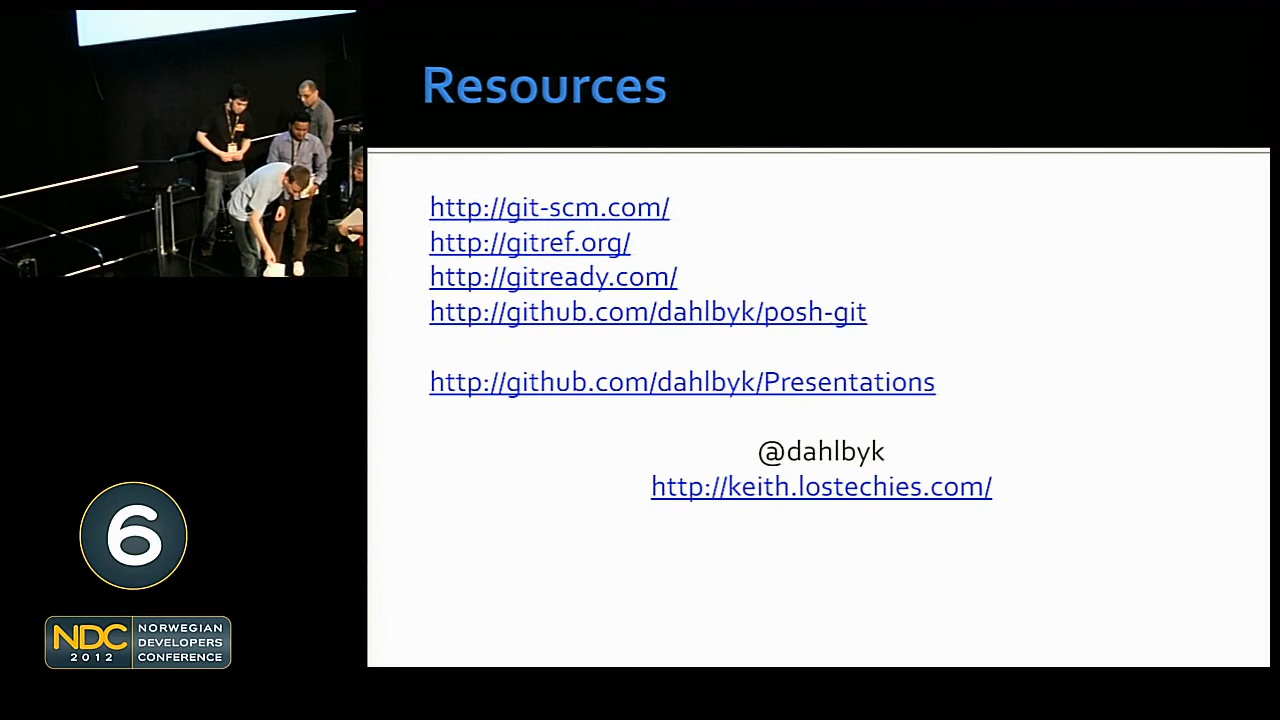 Resources
http://git-scm.com/
http://gitref.org/
http://gitready.com/
http://github.com/dahlbyk/posh-git
http://github.com/dahlbyk/Presentations
@dahlbyk
http://keith.lostechies.com/
6
NDC
2012
NORWEGIAN
DEVELOPERS
CONFERENCE